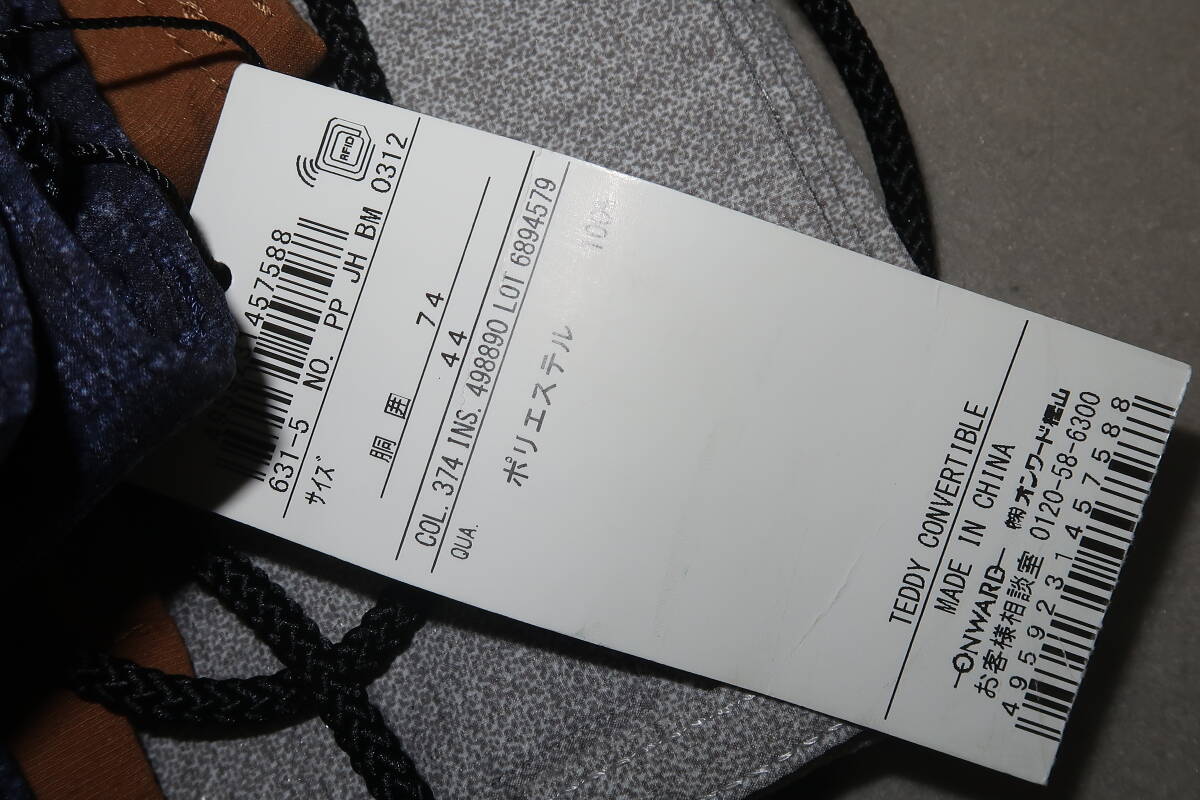 RFID
457588
631-5 NO. PP JH BM 0312
サイズ
胴囲 74
44
COL. 374 INS. 498890 LOT 6894579
QUA.
ポリエステル 100
TEDDY CONVERTIBLE
MADE IN CHINA
ONWARD ㈱オンワード樫山
お客様相談室 0120-58-6300
4959231457588